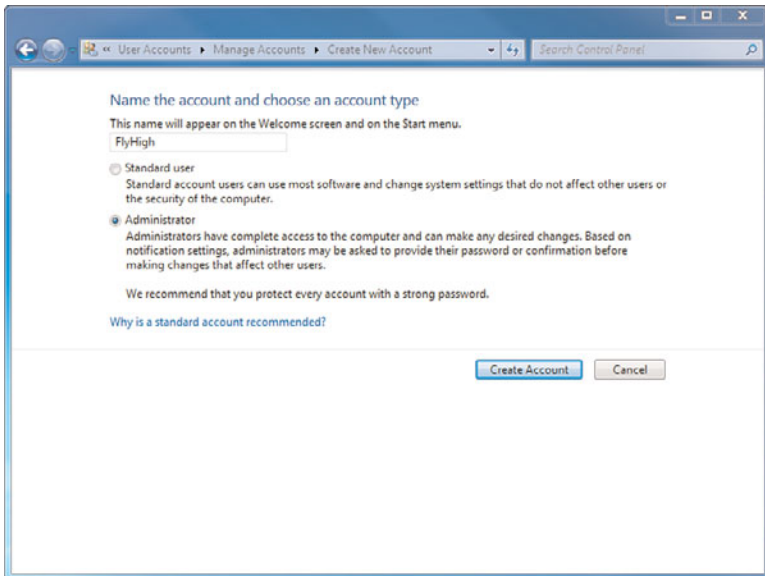 « User Accounts ▸ Manage Accounts ▸ Create New Account Search Control Panel
Name the account and choose an account type
This name will appear on the Welcome screen and on the Start menu.
FlyHigh
Standard user
Standard account users can use most software and change system settings that do not affect other users or
the security of the computer.
Administrator
Administrators have complete access to the computer and can make any desired changes. Based on
notification settings, administrators may be asked to provide their password or confirmation before
making changes that affect other users.
We recommend that you protect every account with a strong password.
Why is a standard account recommended?
Create Account Cancel